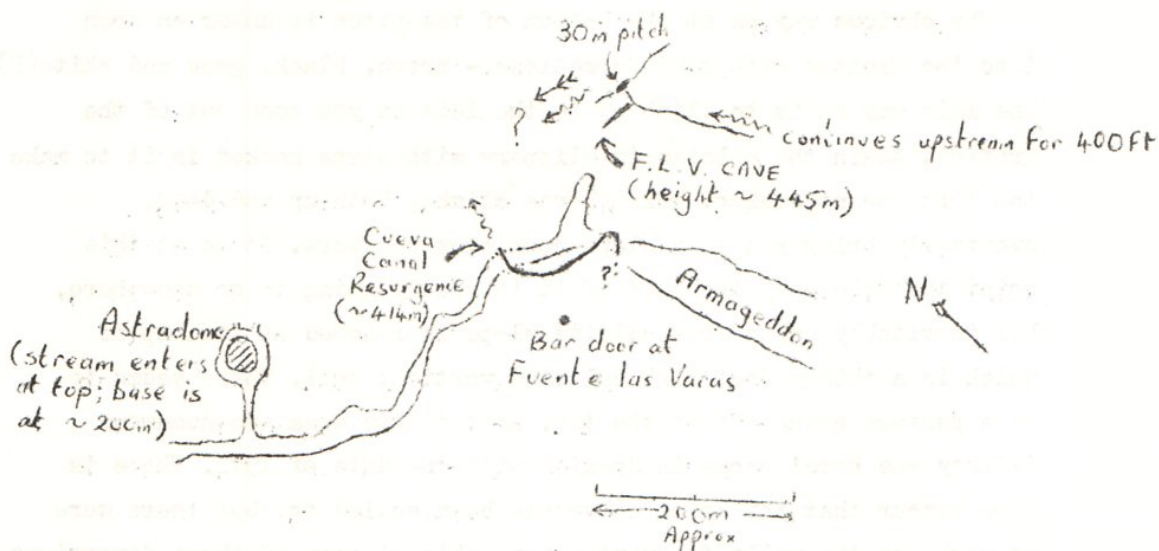 30m pitch
?
Continues upstream for 400ft
F.L.V. CAVE
(height ~ 445m)
Cueva
Canal
Resurgence
(~414m)
?
Armageddon
N
Astradome
(stream enters
at top; base is
at ~ 200m)
Bar door at
Fuente las Varas
200m
Approx